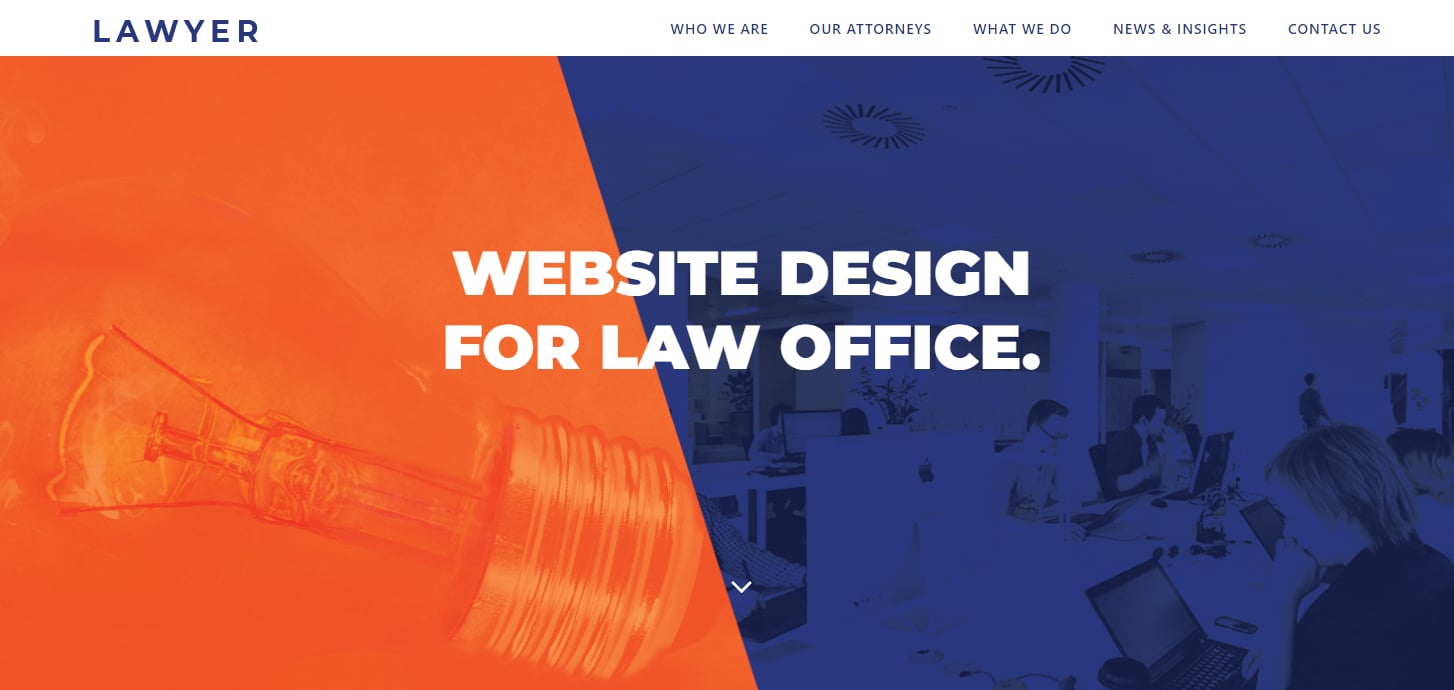 LAWYER
WHO WE ARE OUR ATTORNEYS WHAT WE DO NEWS & INSIGHTS CONTACT US
WEBSITE DESIGN
FOR LAW OFFICE.